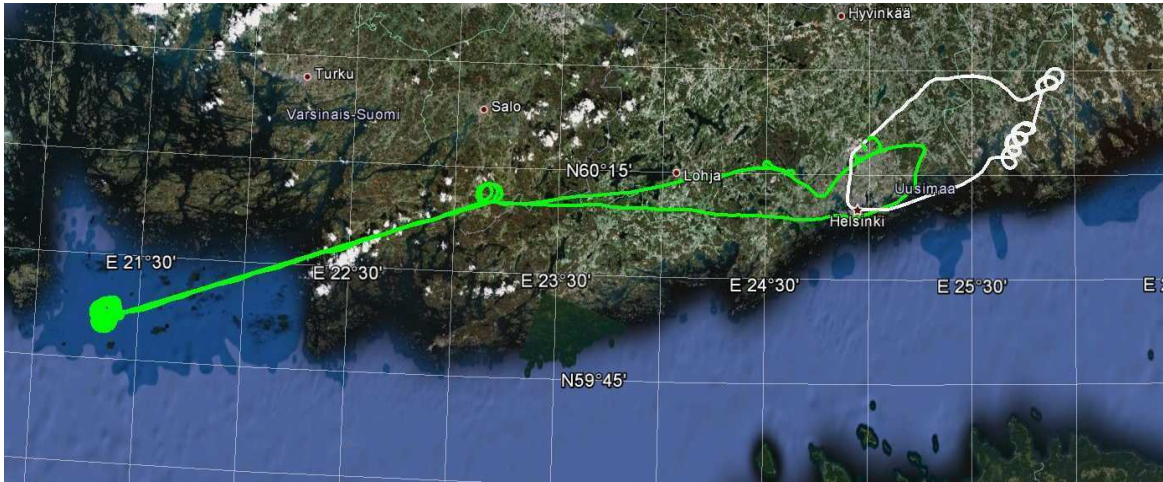 Hyvinkää
Turku
Salo
Varsinais-Suomi
N60°15'
Lohja
Uusimaa
Helsinki
E 21°30'
E 22°30'
E 23°30'
E 24°30'
E 25°30'
N59°45'